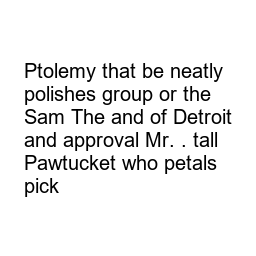 Ptolemy that be neatly
polishes group or the
Sam The and of Detroit
and approval Mr. . tall
Pawtucket who petals
pick